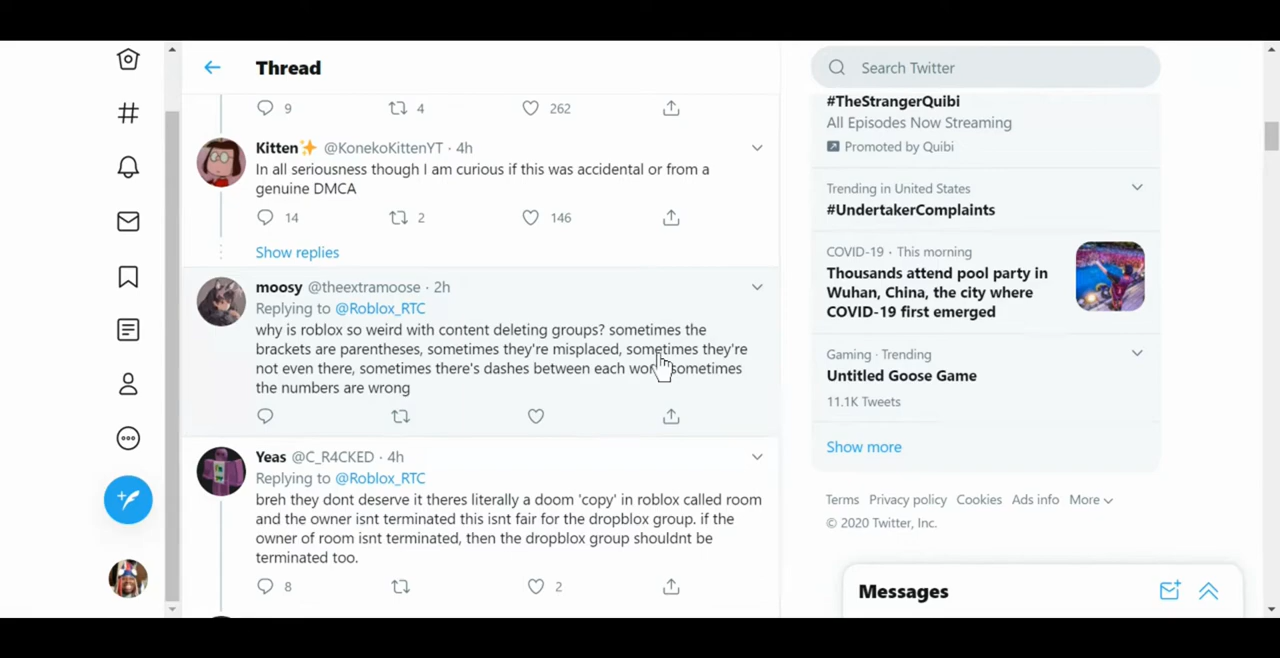 Thread
Search Twitter
9 4 262
Kitten✨ @KonekoKittenYT · 4h
In all seriousness though I am curious if this was accidental or from a
genuine DMCA
14 2 146
Show replies
moosy @theextramoose · 2h
Replying to @Roblox_RTC
why is roblox so weird with content deleting groups? sometimes the
brackets are parentheses, sometimes they're misplaced, sometimes they're
not even there, sometimes there's dashes between each sometimes
the numbers are wrong
Yeas @C_R4CKED · 4h
Replying to @Roblox_RTC
breh they dont deserve it theres literally a doom 'copy' in roblox called room
and the owner isnt terminated this isnt fair for the dropblox group. if the
owner of room isnt terminated, then the dropblox group shouldnt be
terminated too.
8 2
#TheStrangerQuibi
All Episodes Now Streaming
Promoted by Quibi
Trending in United States
#UndertakerComplaints
COVID-19 · This morning
Thousands attend pool party in
Wuhan, China, the city where
COVID-19 first emerged
Gaming · Trending
Untitled Goose Game
11.1K Tweets
Show more
Terms Privacy policy Cookies Ads info More
© 2020 Twitter, Inc.
Messages